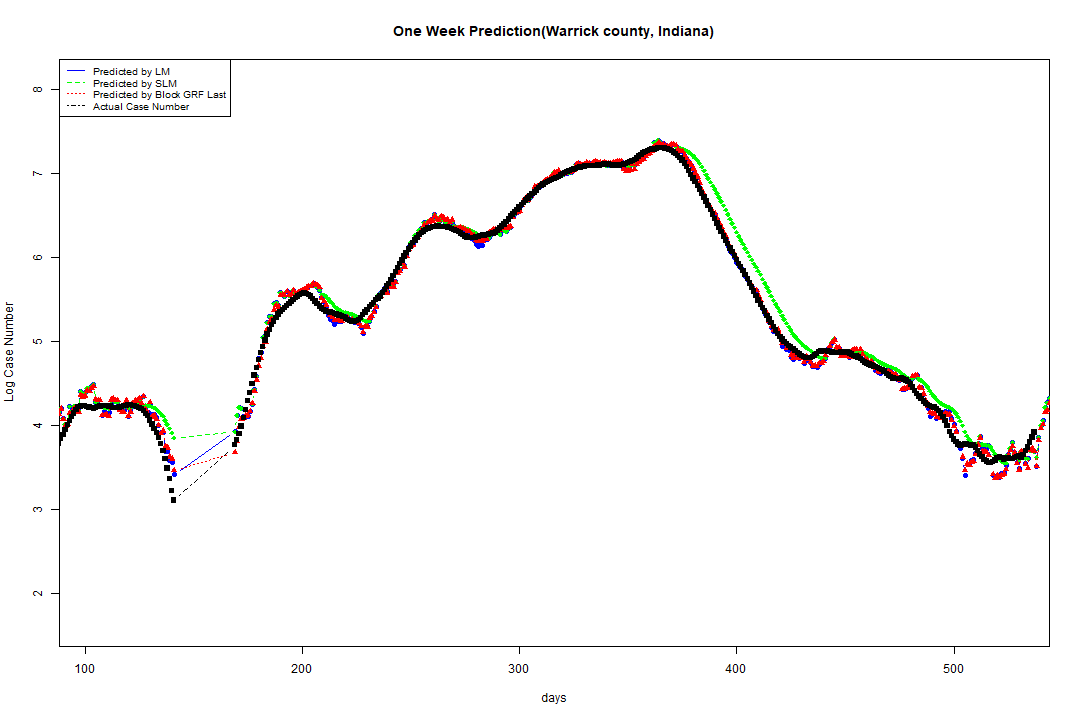 One Week Prediction(Warrick county, Indiana)
Predicted by LM
Predicted by SLM
Predicted by Block GRF Last
Actual Case Number
8
7
6
5
4
3
2
Log Case Number
100 200 300 400 500
days